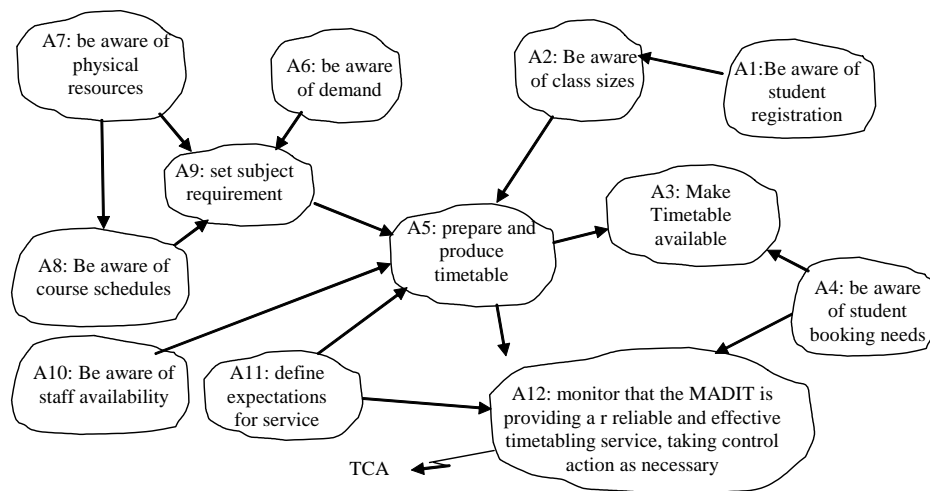 A7: be aware of
physical
resources
A6: be aware
of demand
A2: Be aware
of class sizes
A1:Be aware of
student
registration
A9: set subject
requirement
A3: Make
Timetable
available
A5: prepare and
produce
timetable
A8: Be aware of
course schedules
A4: be aware
of student
booking needs
A10: Be aware of
staff availability
A11: define
expectations
for service
A12: monitor that the MADIT is
providing a r reliable and effective
timetabling service, taking control
action as necessary
TCA